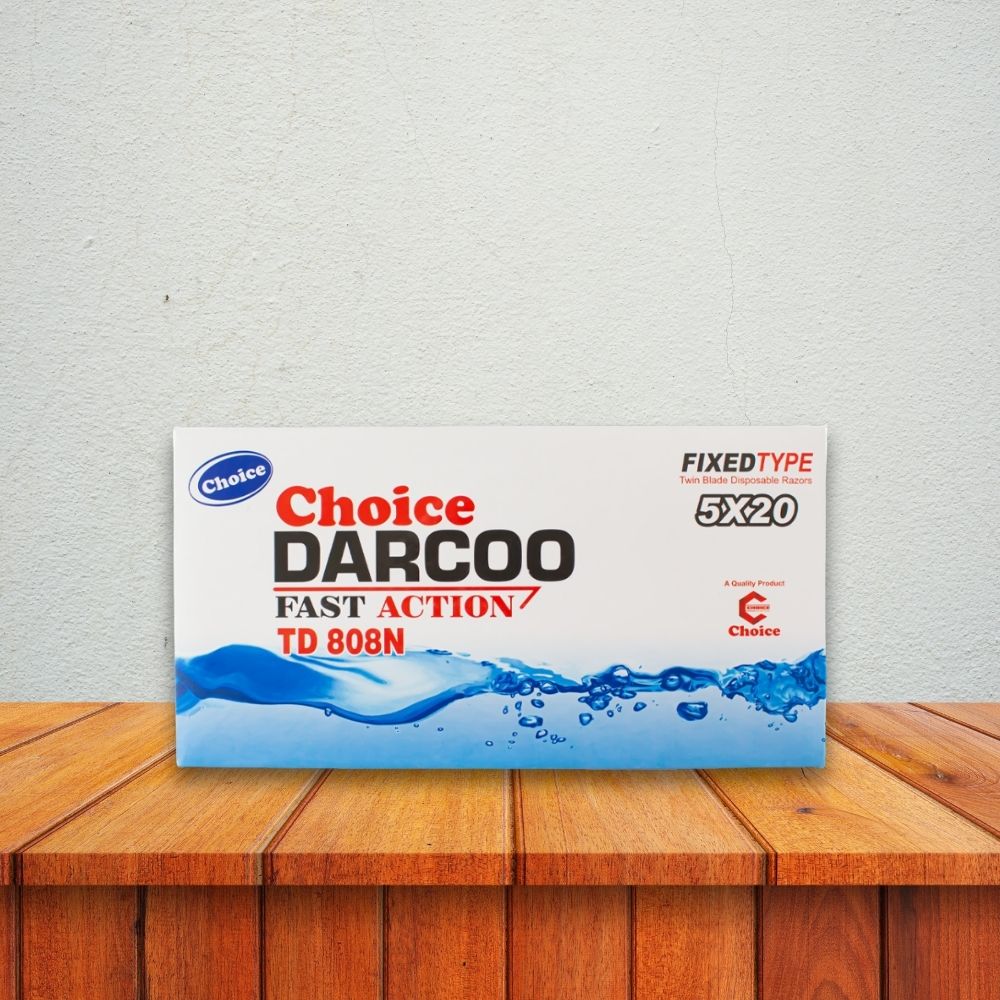 Choice
Choice
DARCOO
FAST ACTION
TD 808N
FIXEDTYPE
Twin Blade Disposable Razors
5X20
A Quality Product
CHOICE
Choice